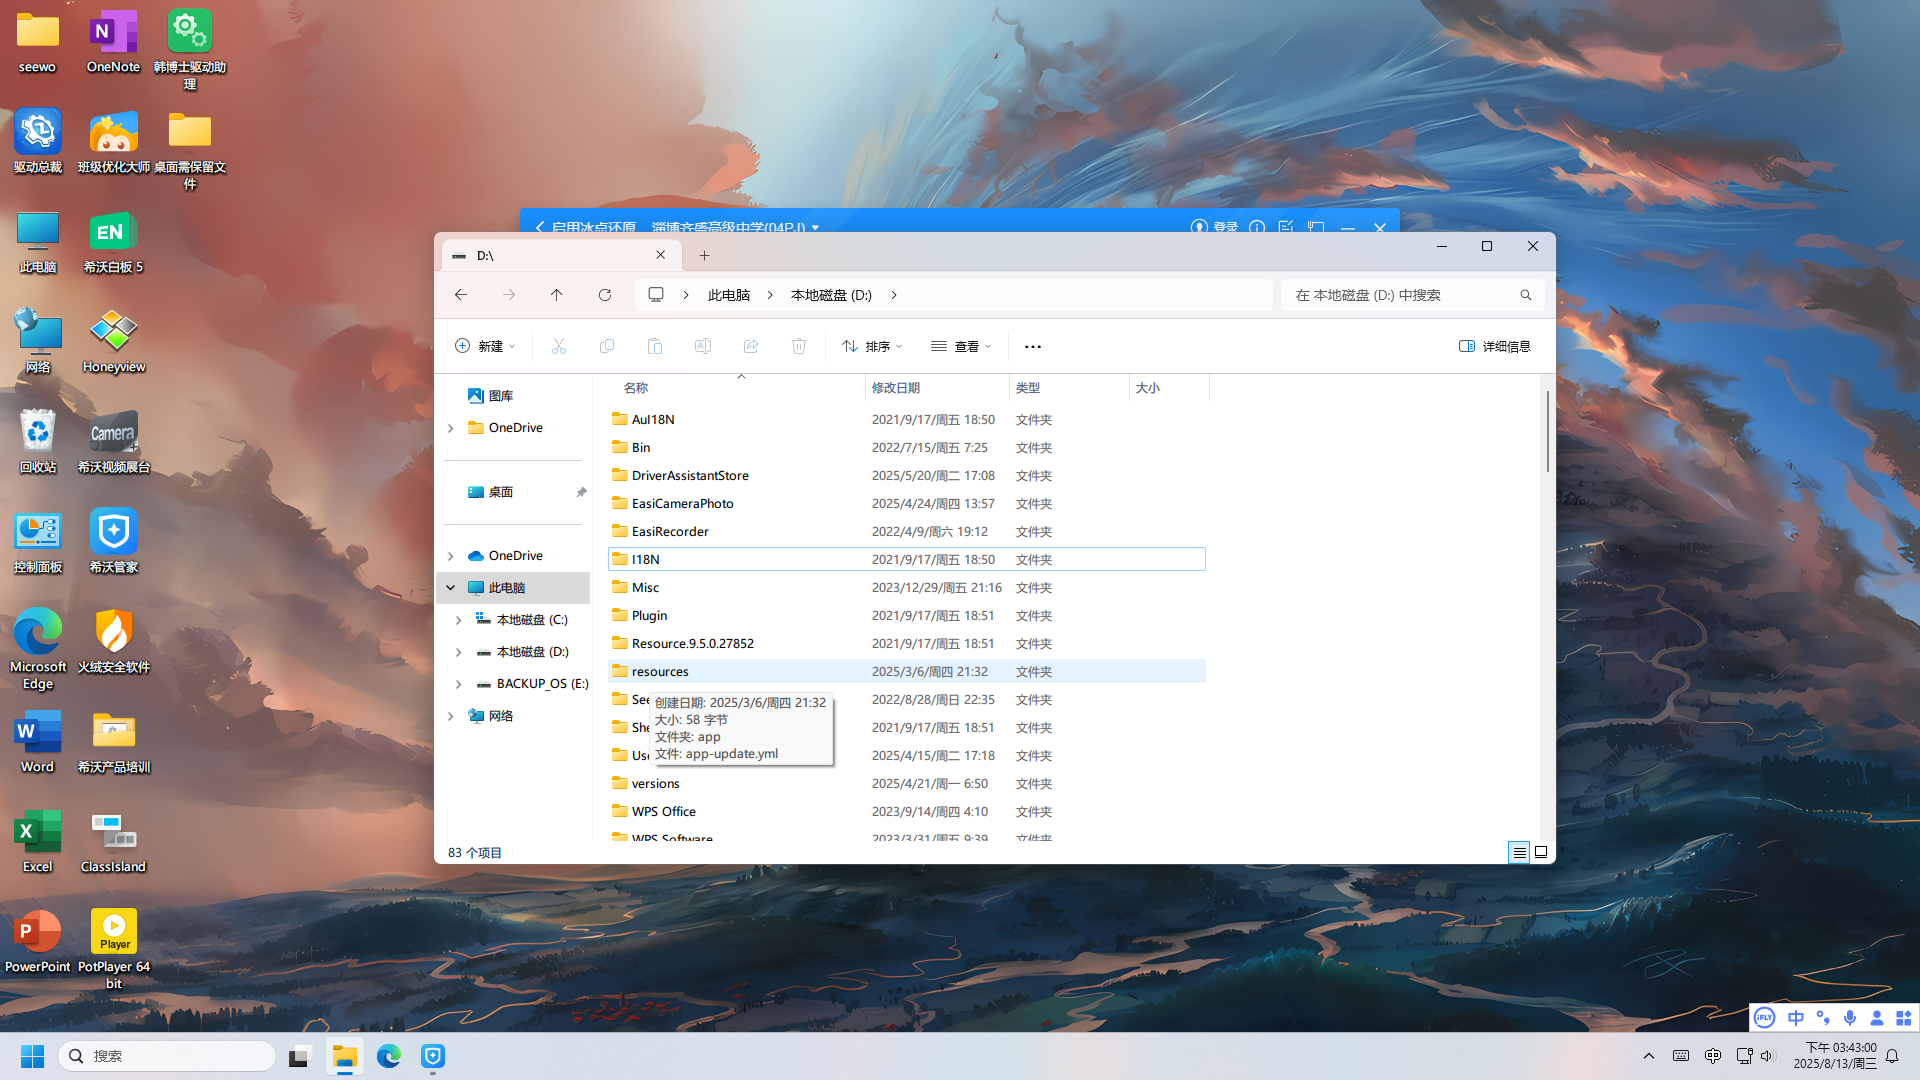 seewo
OneNote
韩博士驱动助理
驱动总裁
班级优化大师
桌面需保留文件
此电脑
EN
希沃白板 5
网络
Honeyview
回收站
Camera
希沃视频展台
控制面板
希沃管家
Microsoft Edge
火绒安全软件
Word
希沃产品培训
Excel
ClassIsland
PowerPoint
Player
PotPlayer 64 bit
启用冰点还原 淄博齐盛高级中学(04PJ)
登录
D:\
此电脑 本地磁盘 (D:)
在 本地磁盘 (D:) 中搜索
新建
排序
查看
详细信息
图库
OneDrive
桌面
OneDrive
此电脑
本地磁盘 (C:)
本地磁盘 (D:)
BACKUP_OS (E:)
网络
名称 修改日期 类型 大小
AuI18N 2021/9/17/周五 18:50 文件夹
Bin 2022/7/15/周五 7:25 文件夹
DriverAssistantStore 2025/5/20/周二 17:08 文件夹
EasiCameraPhoto 2025/4/24/周四 13:57 文件夹
EasiRecorder 2022/4/9/周六 19:12 文件夹
I18N 2021/9/17/周五 18:50 文件夹
Misc 2023/12/29/周五 21:16 文件夹
Plugin 2021/9/17/周五 18:51 文件夹
Resource.9.5.0.27852 2021/9/17/周五 18:51 文件夹
resources 2025/3/6/周四 21:32 文件夹
See 2022/8/28/周日 22:35 文件夹
She 2021/9/17/周五 18:51 文件夹
Use 2025/4/15/周二 17:18 文件夹
versions 2025/4/21/周一 6:50 文件夹
WPS Office 2023/9/14/周四 4:10 文件夹
WPS Software 2023/3/31/周五 9:39 文件夹
创建日期: 2025/3/6/周四 21:32
大小: 58 字节
文件夹: app
文件: app-update.yml
83 个项目
iFLY 中
搜索
中
下午 03:43:00
2025/8/13/周三